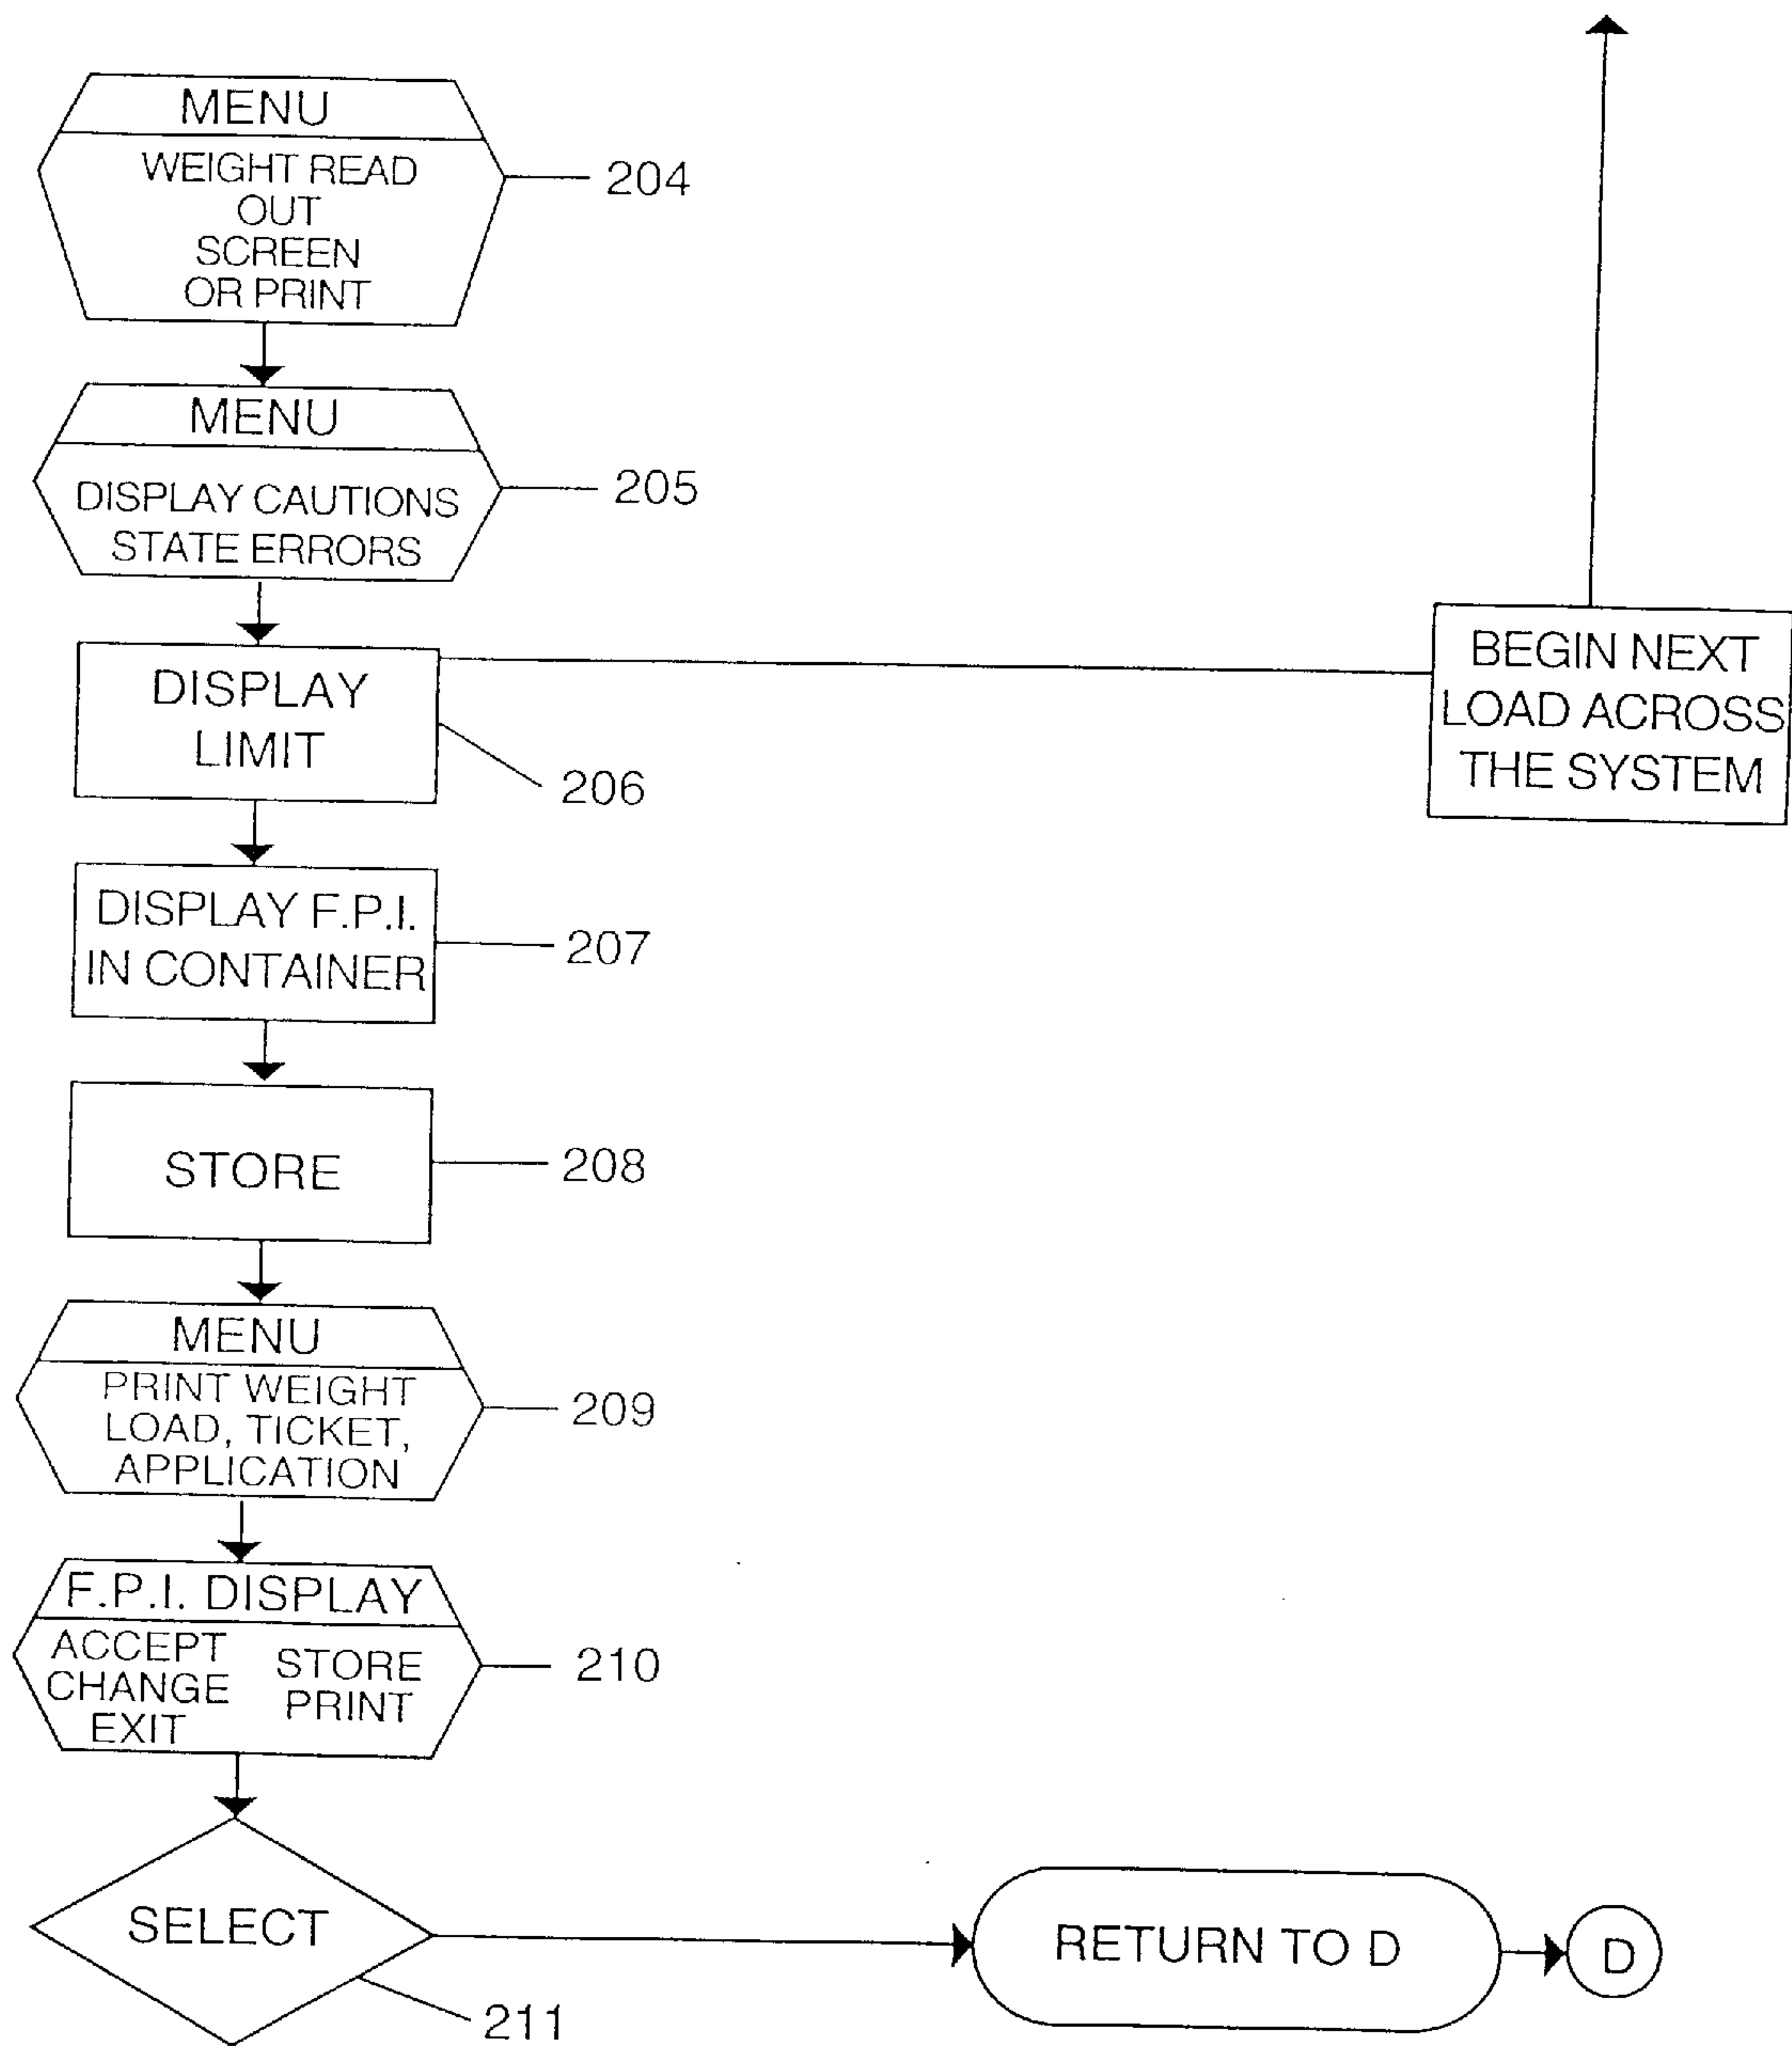 MENU
WEIGHT READ
OUT
SCREEN
OR PRINT
204
MENU
DISPLAY CAUTIONS
STATE ERRORS
205
DISPLAY
LIMIT
206
BEGIN NEXT
LOAD ACROSS
THE SYSTEM
DISPLAY F.P.I.
IN CONTAINER
207
STORE
208
MENU
PRINT WEIGHT
LOAD, TICKET,
APPLICATION
209
F.P.I. DISPLAY
ACCEPT
CHANGE
EXIT
STORE
PRINT
210
SELECT
211
RETURN TO D
D